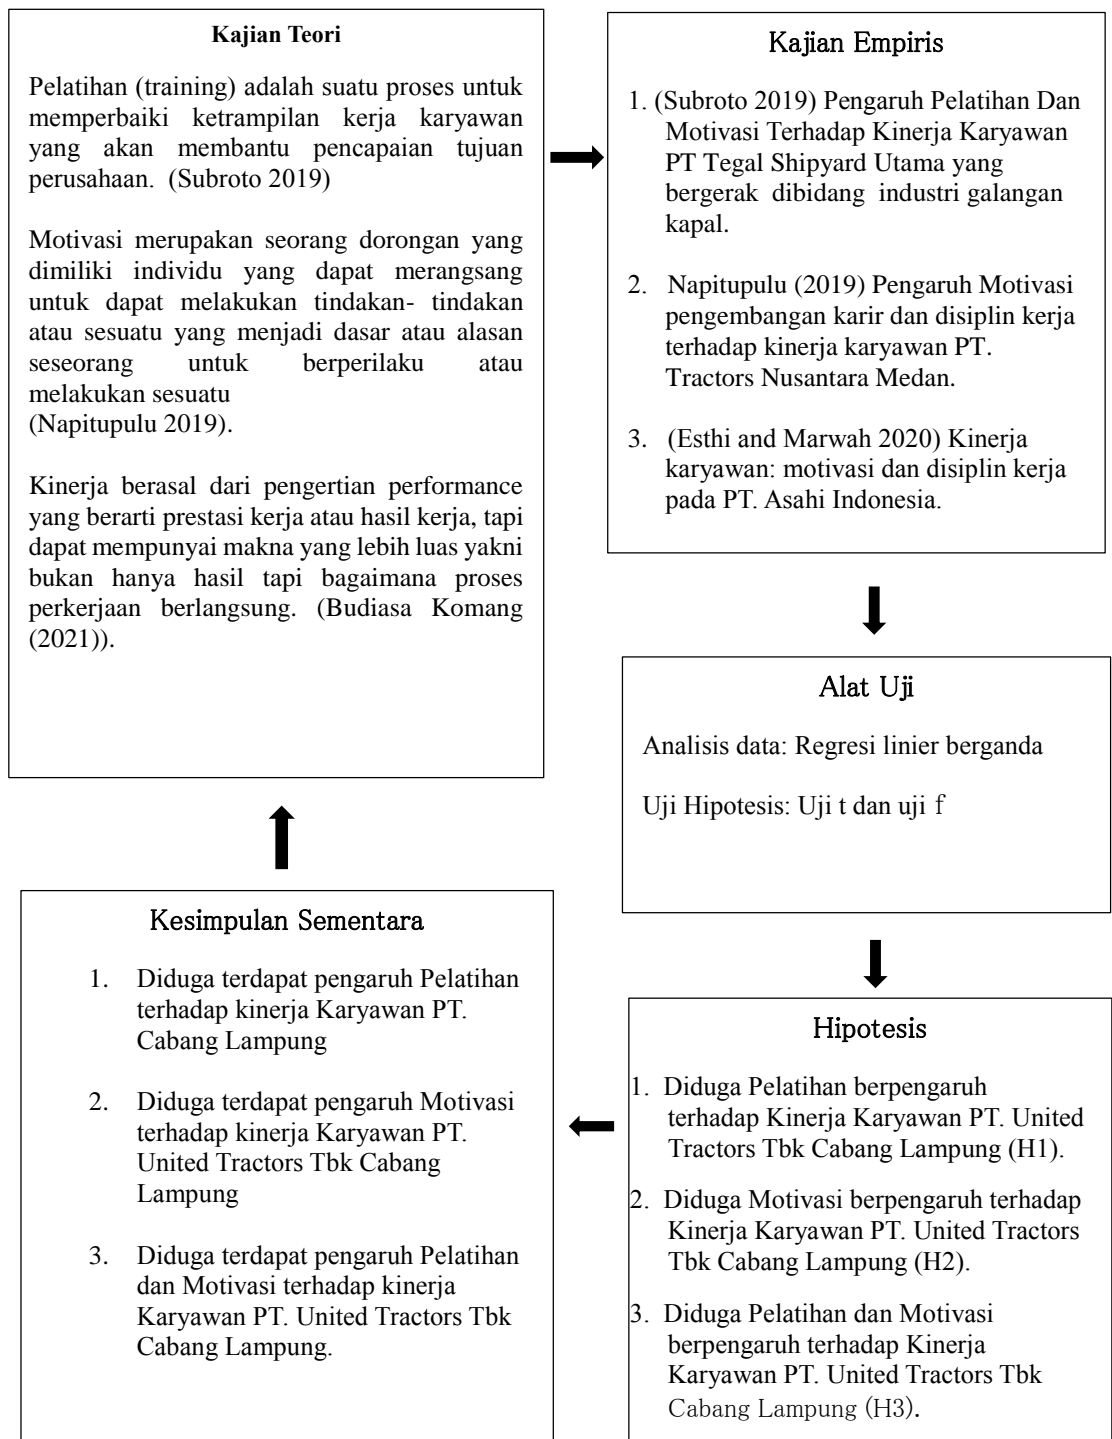 Kajian Teori
Pelatihan (training) adalah suatu proses untuk
memperbaiki ketrampilan kerja karyawan
yang akan membantu pencapaian tujuan
perusahaan. (Subroto 2019)
Motivasi merupakan seorang dorongan yang
dimiliki individu yang dapat merangsang
untuk dapat melakukan tindakan- tindakan
atau sesuatu yang menjadi dasar atau alasan
seseorang untuk berperilaku atau
melakukan sesuatu
(Napitupulu 2019).
Kinerja berasal dari pengertian performance
yang berarti prestasi kerja atau hasil kerja, tapi
dapat mempunyai makna yang lebih luas yakni
bukan hanya hasil tapi bagaimana proses
perkerjaan berlangsung. (Budiasa Komang
(2021)).
Kajian Empiris
1. (Subroto 2019) Pengaruh Pelatihan Dan
Motivasi Terhadap Kinerja Karyawan
PT Tegal Shipyard Utama yang
bergerak dibidang industri galangan
kapal.
2. Napitupulu (2019) Pengaruh Motivasi
pengembangan karir dan disiplin kerja
terhadap kinerja karyawan PT.
Tractors Nusantara Medan.
3. (Esthi and Marwah 2020) Kinerja
karyawan: motivasi dan disiplin kerja
pada PT. Asahi Indonesia.
Alat Uji
Analisis data: Regresi linier berganda
Uji Hipotesis: Uji t dan uji f
Hipotesis
1. Diduga Pelatihan berpengaruh
terhadap Kinerja Karyawan PT. United
Tractors Tbk Cabang Lampung (H1).
2. Diduga Motivasi berpengaruh terhadap
Kinerja Karyawan PT. United Tractors
Tbk Cabang Lampung (H2).
3. Diduga Pelatihan dan Motivasi
berpengaruh terhadap Kinerja
Karyawan PT. United Tractors Tbk
Cabang Lampung (H3).
Kesimpulan Sementara
1. Diduga terdapat pengaruh Pelatihan
terhadap kinerja Karyawan PT.
Cabang Lampung
2. Diduga terdapat pengaruh Motivasi
terhadap kinerja Karyawan PT.
United Tractors Tbk Cabang
Lampung
3. Diduga terdapat pengaruh Pelatihan
dan Motivasi terhadap kinerja
Karyawan PT. United Tractors Tbk
Cabang Lampung.